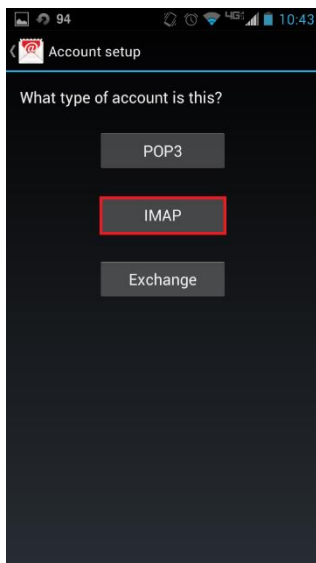 94 4G 10:43
Account setup
What type of account is this?
POP3
IMAP
Exchange